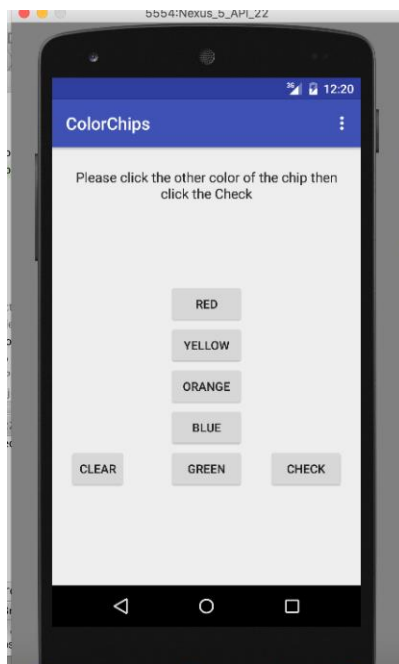 5554:Nexus_5_API_22
3G 12:20
ColorChips
Please click the other color of the chip then
click the Check
RED
YELLOW
ORANGE
BLUE
CLEAR GREEN CHECK